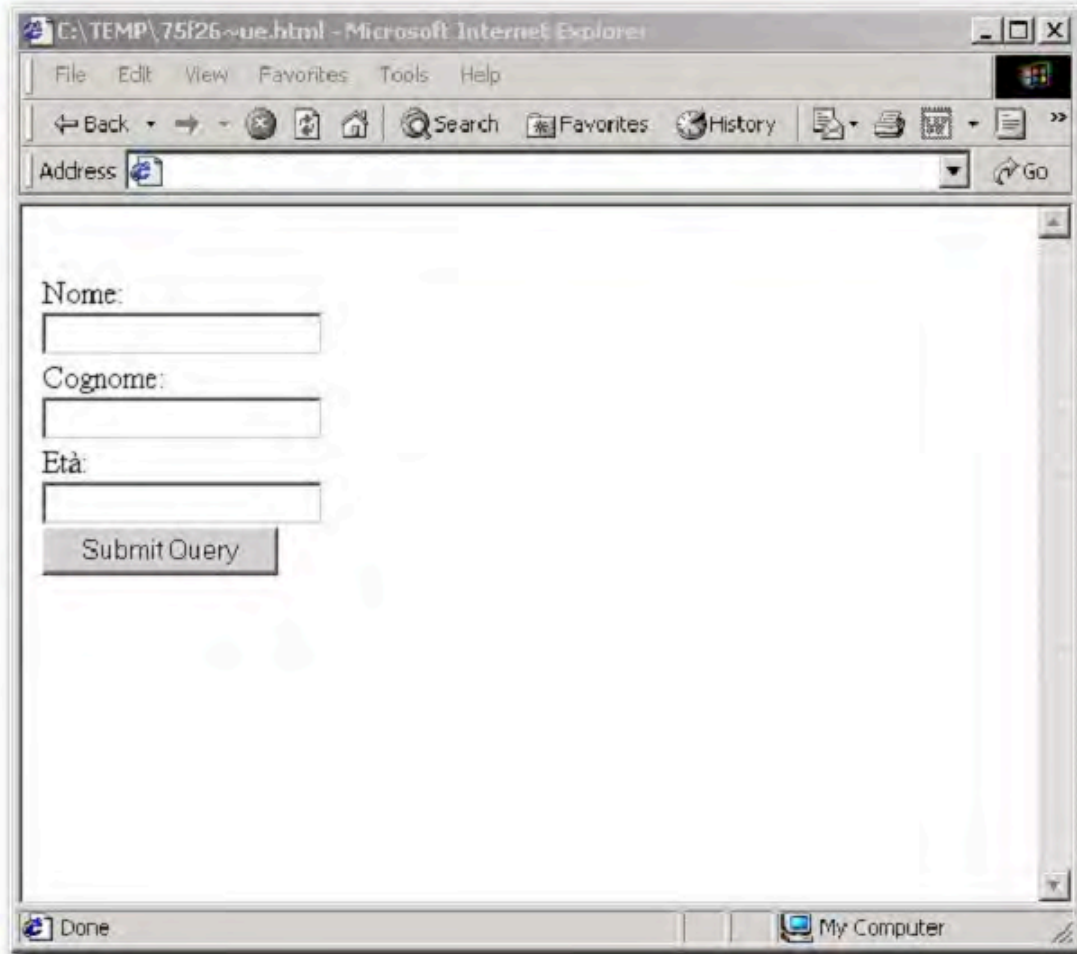 C:\TEMP\75f26~ue.html - Microsoft Internet Explorer
File Edit View Favorites Tools Help
Back Search Favorites History »
Address Go
Nome:
Cognome:
Età:
Submit Query
Done My Computer